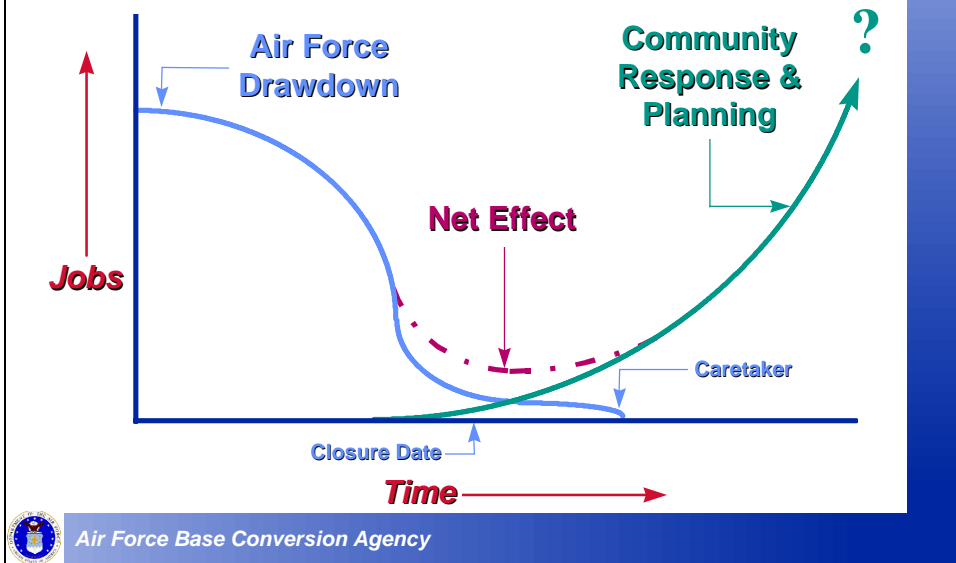 ?
Air Force
Drawdown
Community
Response &
Planning
Net Effect
Jobs
Caretaker
Closure Date
Time
Air Force Base Conversion Agency